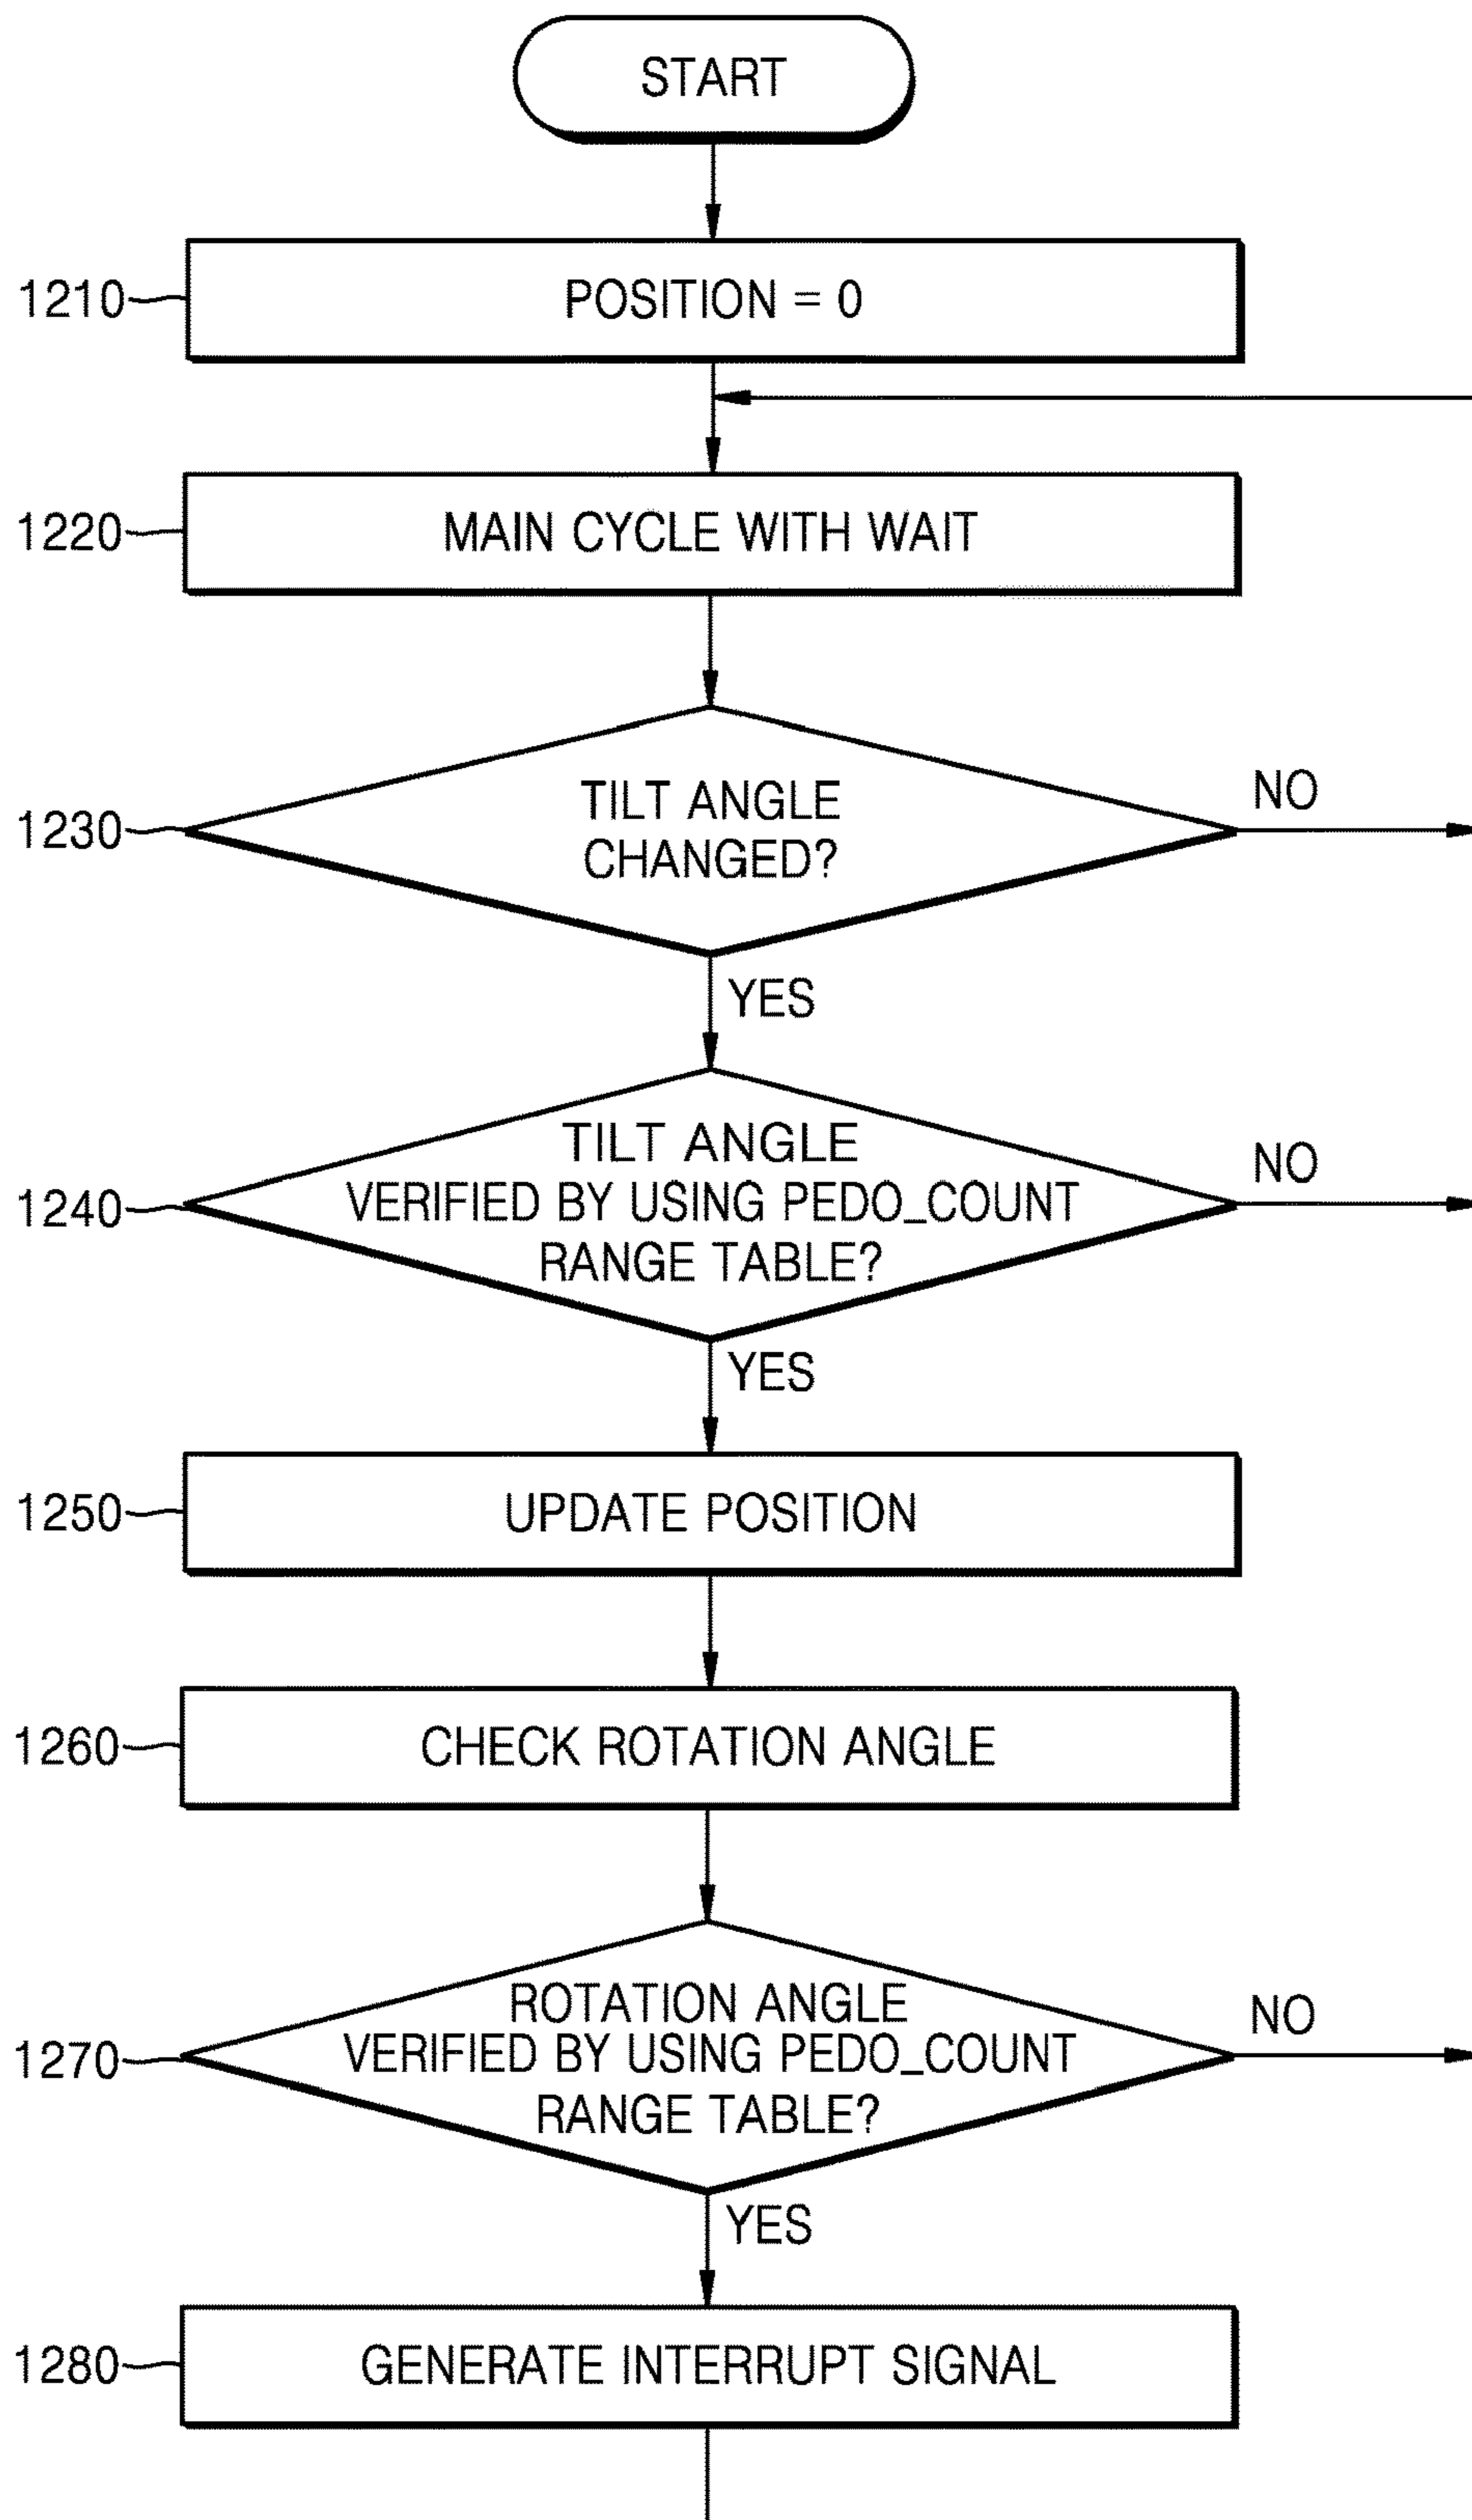 START
1210
POSITION = 0
1220
MAIN CYCLE WITH WAIT
1230
TILT ANGLE
CHANGED?
NO
YES
1240
TILT ANGLE
VERIFIED BY USING PEDO_COUNT
RANGE TABLE?
NO
YES
1250
UPDATE POSITION
1260
CHECK ROTATION ANGLE
1270
ROTATION ANGLE
VERIFIED BY USING PEDO_COUNT
RANGE TABLE?
NO
YES
1280
GENERATE INTERRUPT SIGNAL